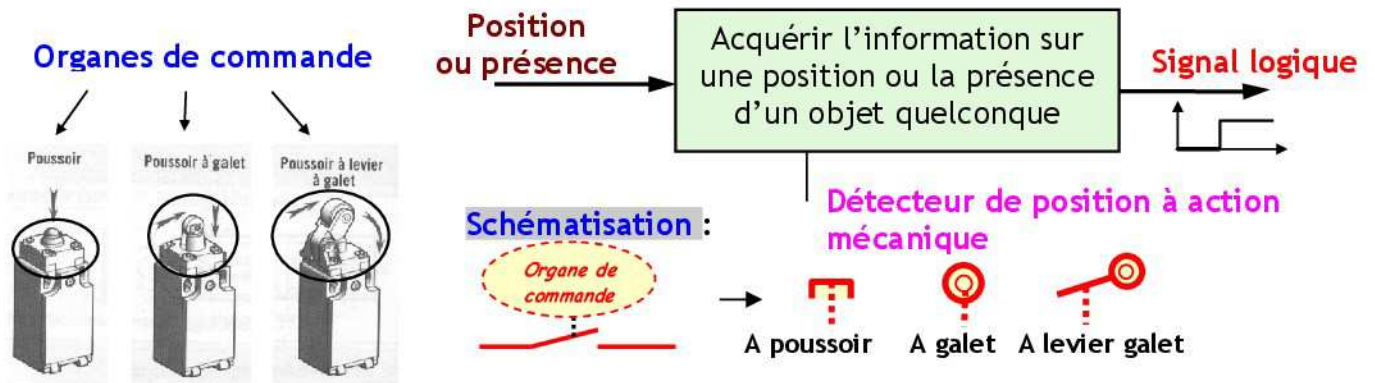 Organes de commande
Poussoir
Poussoir à galet
Poussoir à levier
à galet
Position
ou présence
Acquérir l'information sur
une position ou la présence
d'un objet quelconque
Signal logique
Détecteur de position à action
mécanique
Schématisation :
Organe de
commande
A poussoir
A galet
A levier galet